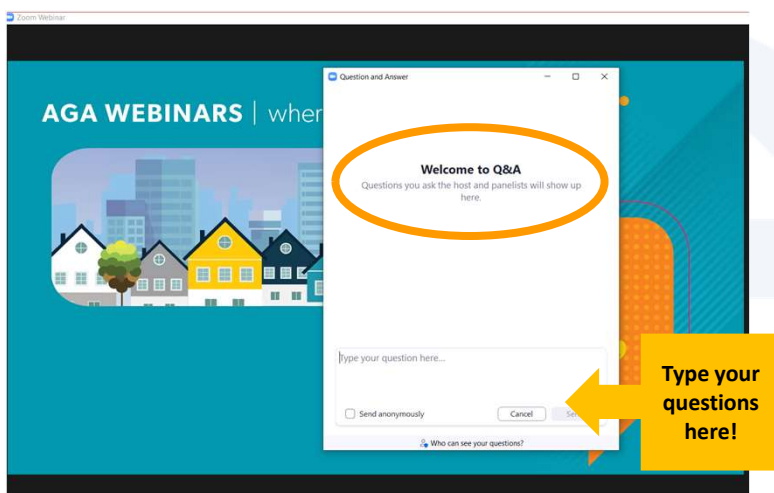 Zoom Webinar
Question and Answer
AGA WEBINARS | wher
Welcome to Q&A
Questions you ask the host and panelists will show up
here.
Type your question here...
Send anonymously
Cancel
Who can see your questions?
Type your
questions
here!